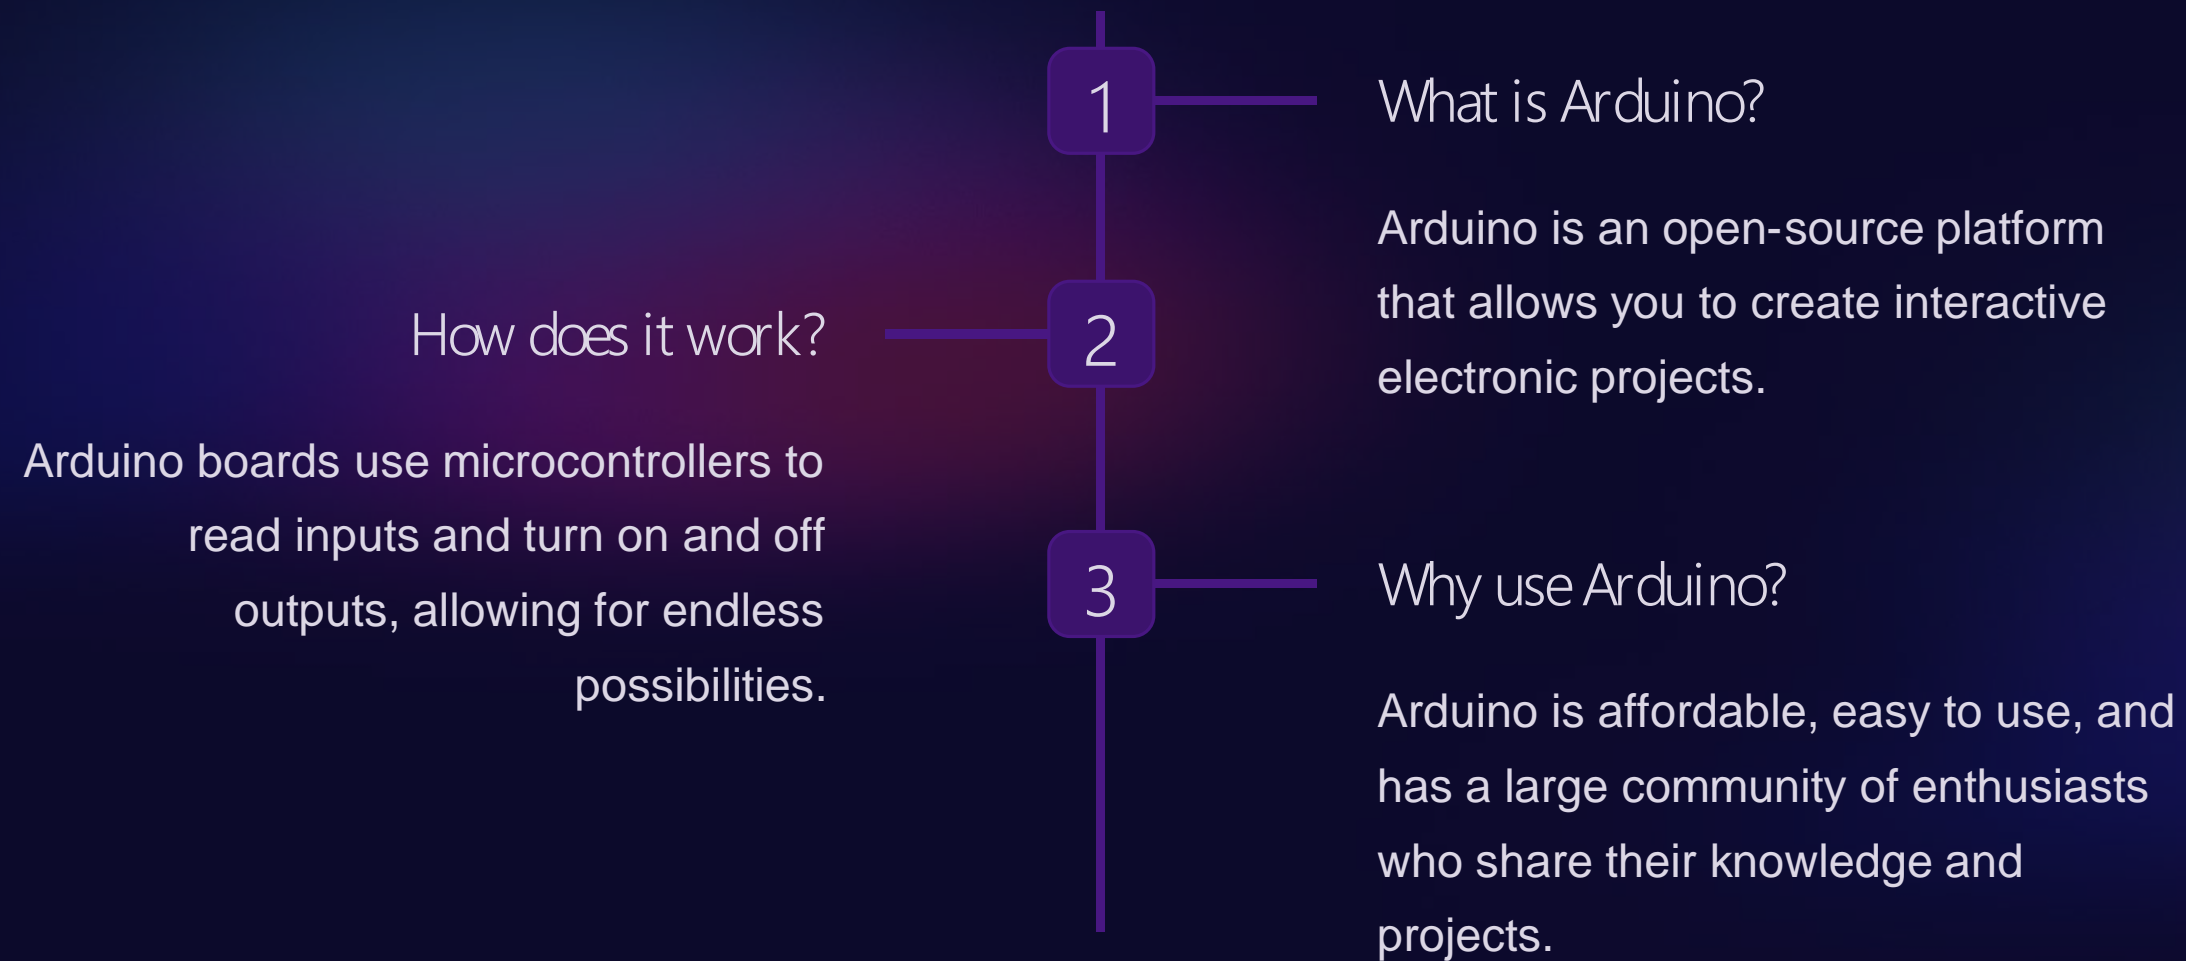 1
What is Arduino?
Arduino is an open-source platform
that allows you to create interactive
electronic projects.
2
How does it work?
Arduino boards use microcontrollers to
read inputs and turn on and off
outputs, allowing for endless
possibilities.
3
Why use Arduino?
Arduino is affordable, easy to use, and
has a large community of enthusiasts
who share their knowledge and
projects.